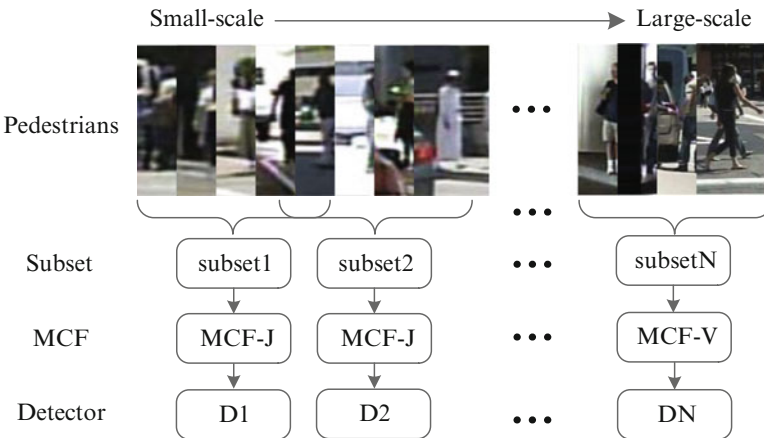 Small-scale Large-scale
Pedestrians ...
...
Subset subset1 subset2 ... subsetN
MCF MCF-J MCF-J ... MCF-V
Detector D1 D2 ... DN